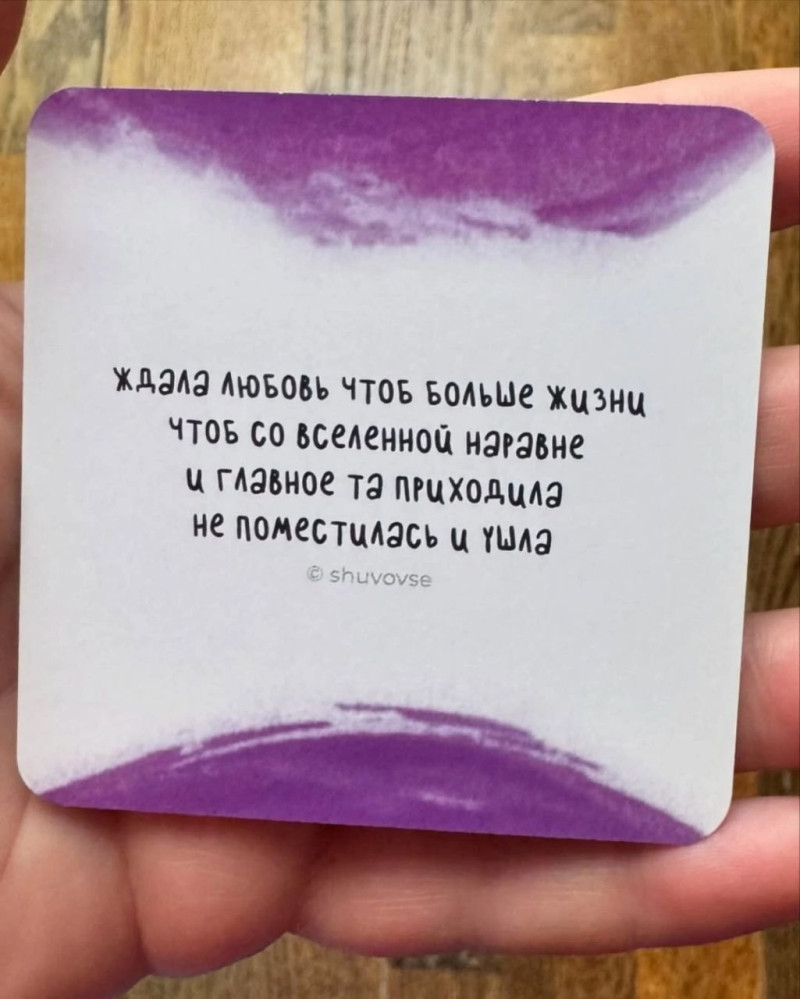 ждала любовь чтоб больше жизни
чтоб со вселенной наравне
и главное та приходила
не поместилась и ушла
© shuvovse